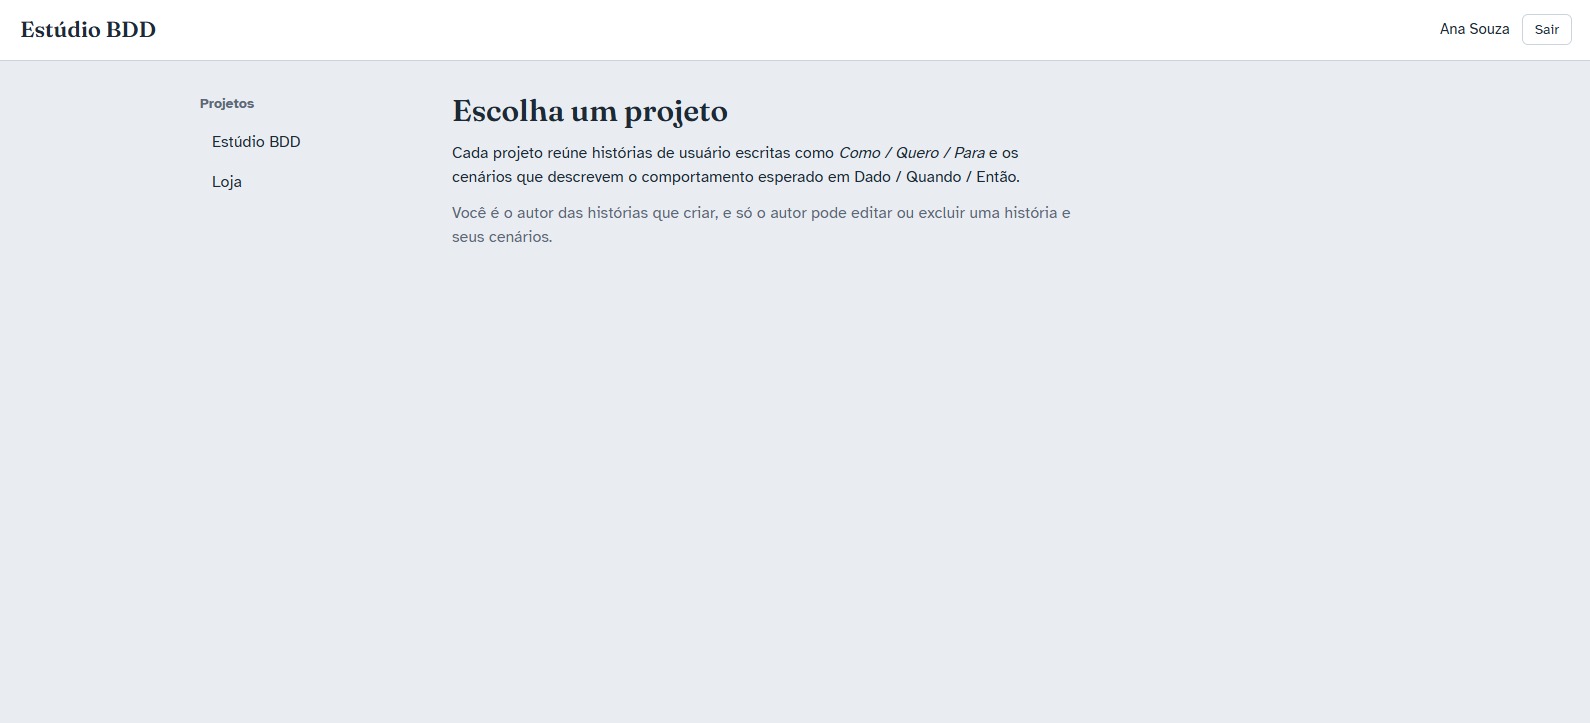 Estúdio BDD
Ana Souza
Sair
Projetos
Estúdio BDD
Loja
Escolha um projeto
Cada projeto reúne histórias de usuário escritas como Como / Quero / Para e os
cenários que descrevem o comportamento esperado em Dado / Quando / Então.
Você é o autor das histórias que criar, e só o autor pode editar ou excluir uma história e
seus cenários.